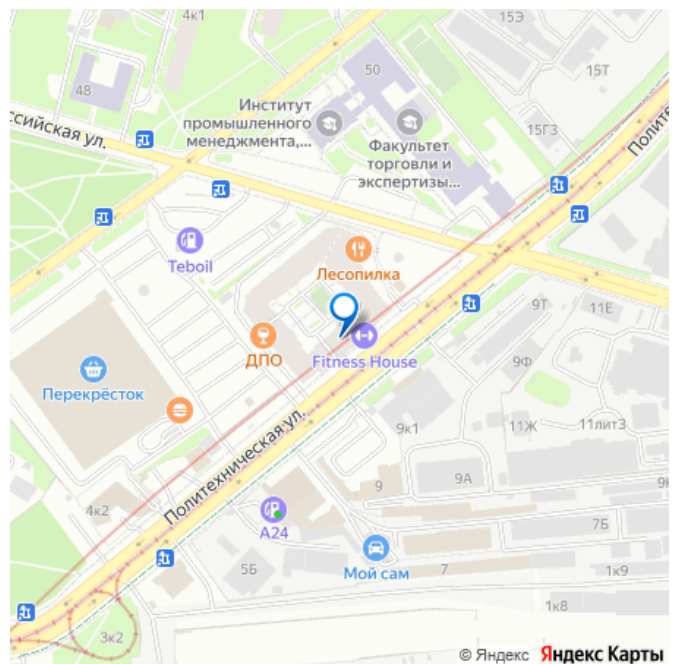 4к1
15Э
15Т
50
48
Институт
промышленного
менеджмента,...
Факультет
торговли и
экспертизы...
15Г3
ссийская ул.
Полите
Teboil
Лесопилка
9Т
11Е
ДПО
Fitness House
9Ф
Перекрёсток
9к1
11Ж
11лит3
Политехническая ул.
9А
9
4к2
А24
7Б
5Б
Мой сам
7
1к9
1к8
3к2
© Яндекс Яндекс Карты